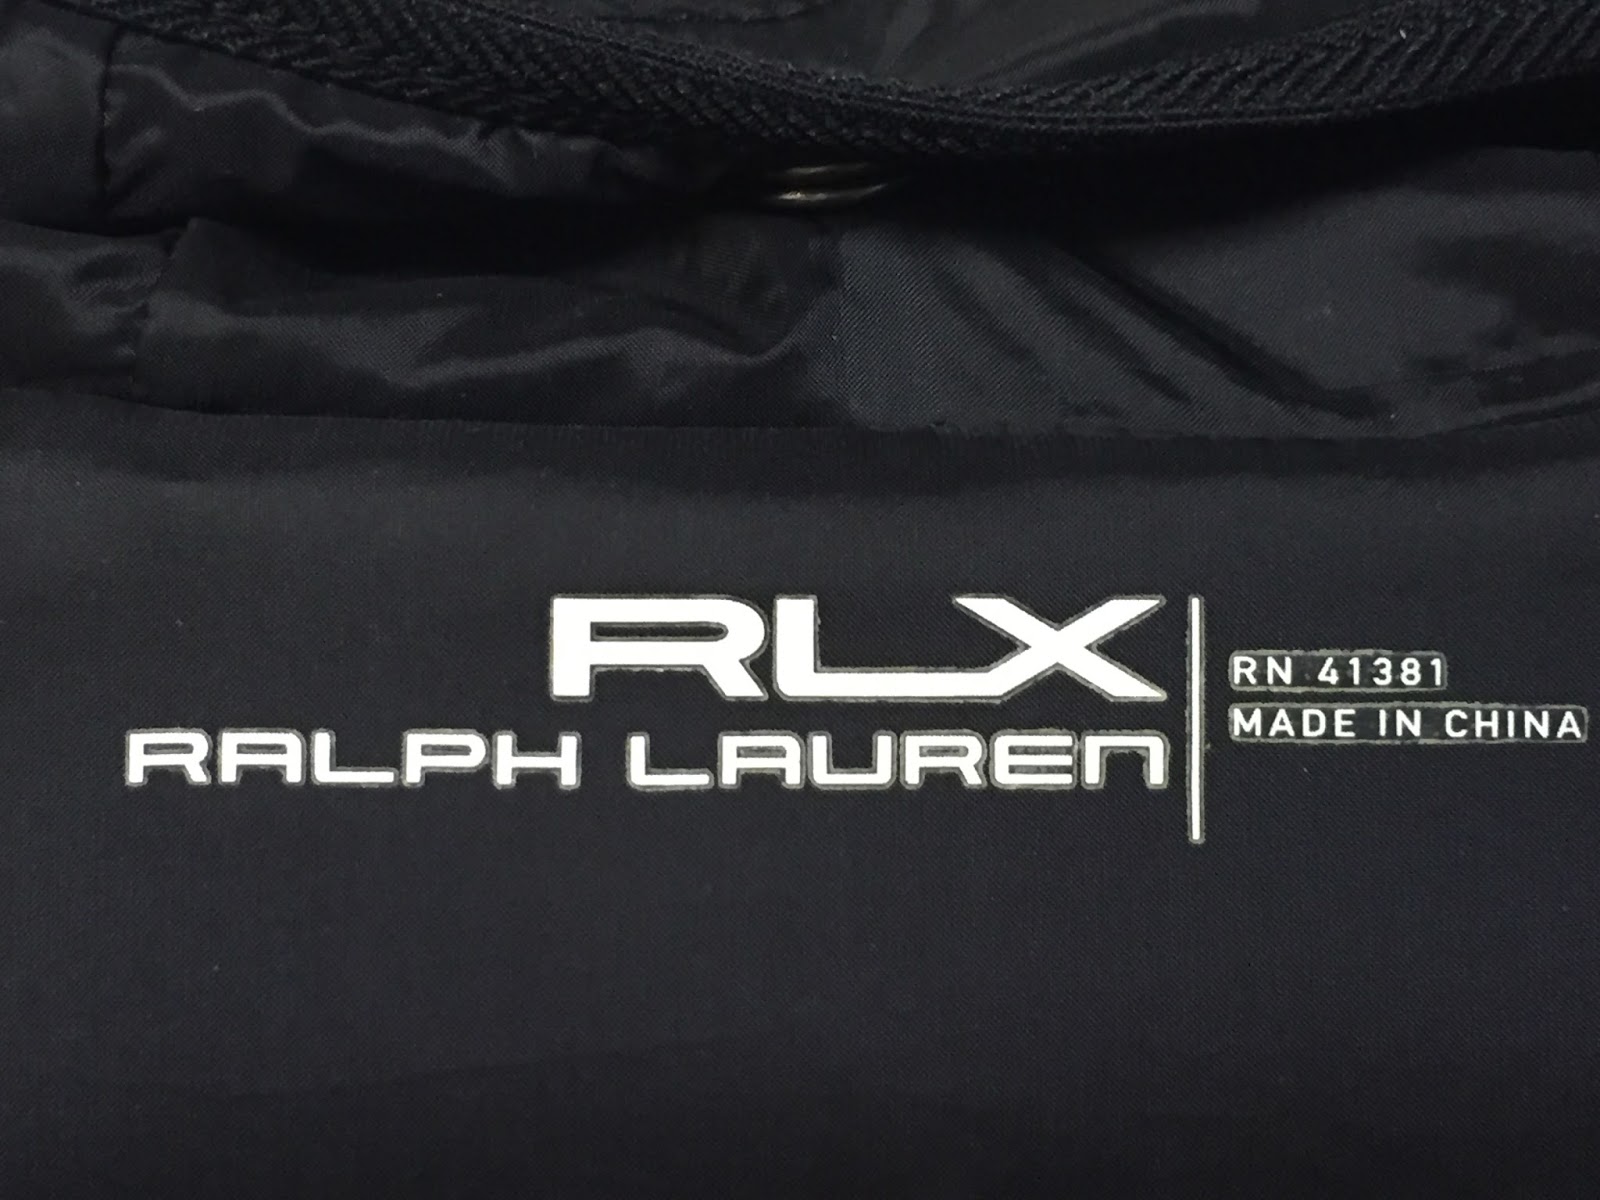 RLX
RALPH LAUREN
RN 41381
MADE IN CHINA